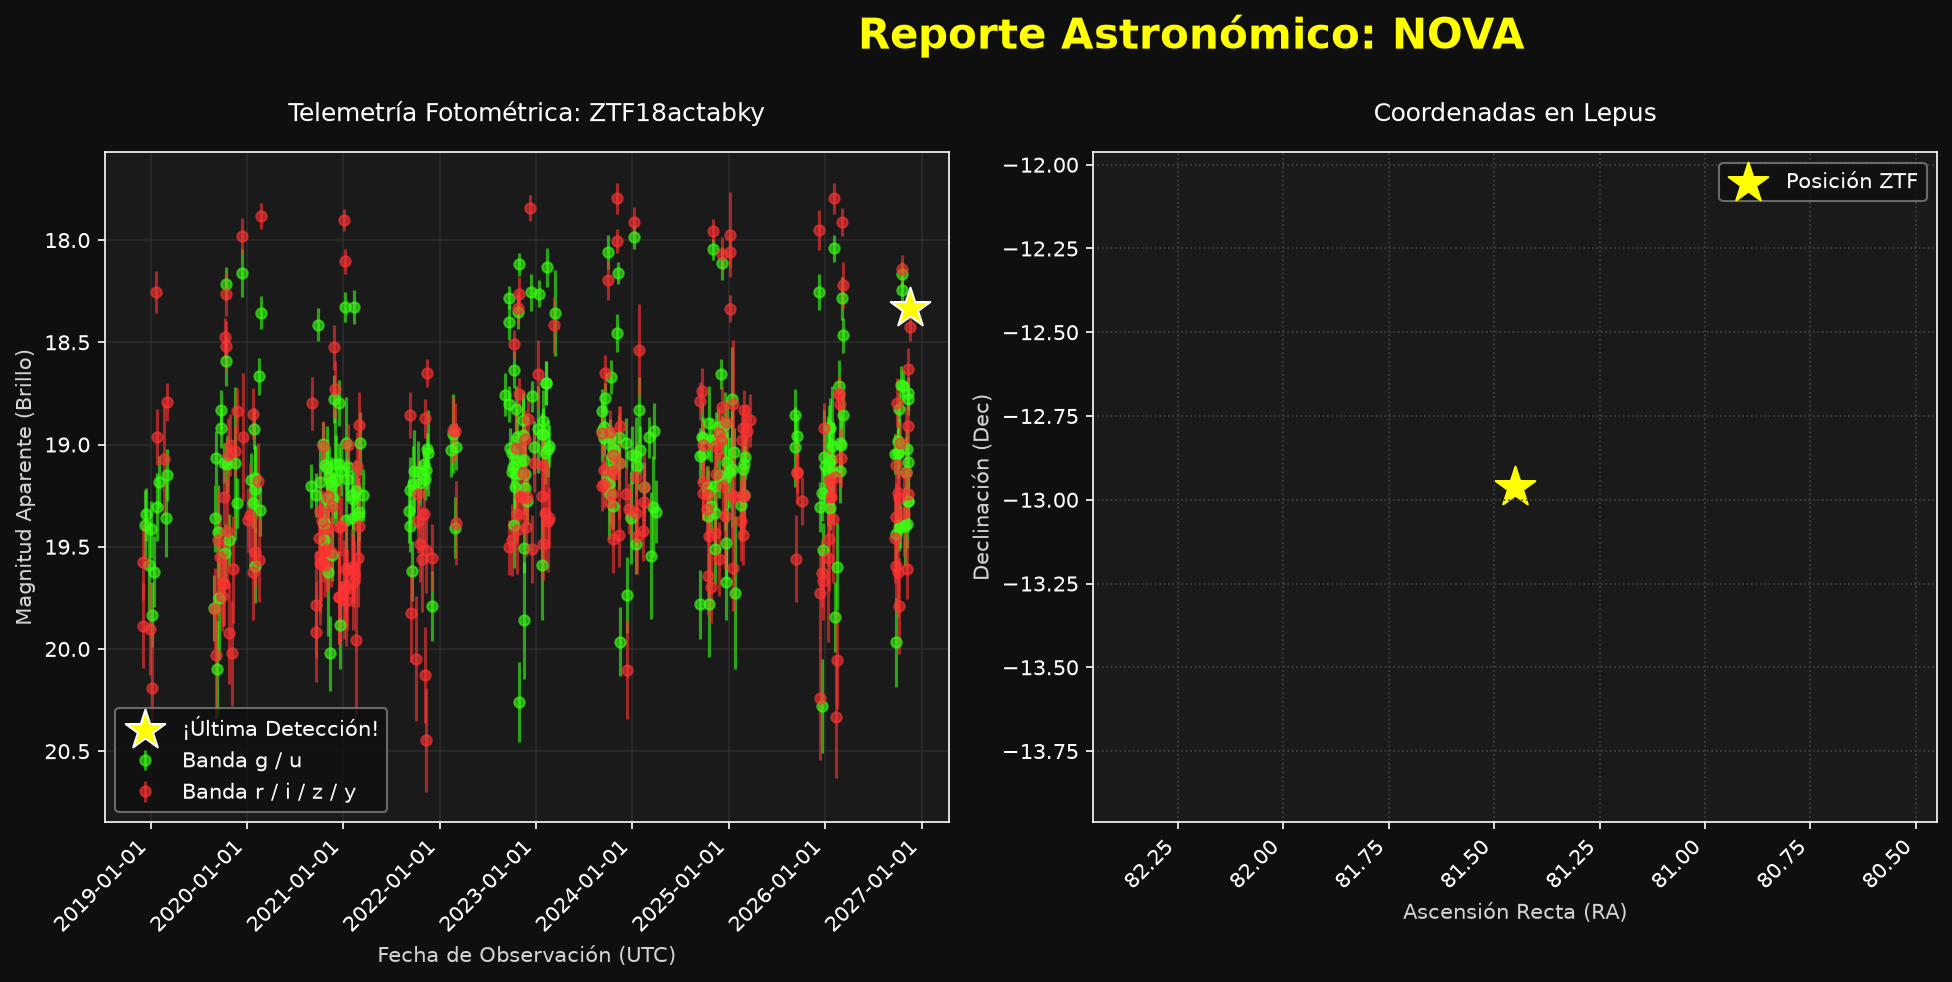 Reporte Astronómico: NOVA
Telemetría Fotométrica: ZTF18actabky
Magnitud Aparente (Brillo)
18.0
18.5
19.0
19.5
20.0
20.5
¡Última Detección!
Banda g / u
Banda r / i / z / y
2019-01-01
2020-01-01
2021-01-01
2022-01-01
2023-01-01
2024-01-01
2025-01-01
2026-01-01
2027-01-01
Fecha de Observación (UTC)
Coordenadas en Lepus
Declinación (Dec)
−12.00
−12.25
−12.50
−12.75
−13.00
−13.25
−13.50
−13.75
Posición ZTF
82.25
82.00
81.75
81.50
81.25
81.00
80.75
80.50
Ascensión Recta (RA)